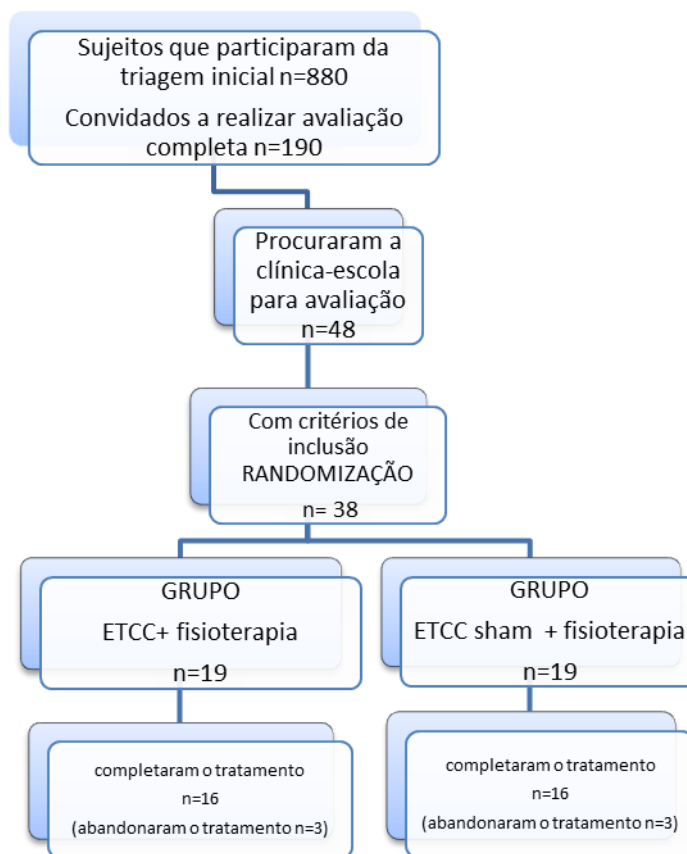 Sujeitos que participaram da
triagem inicial n=880
Convidados a realizar avaliação
completa n=190
Procuraram a
clínica-escola
para avaliação
n=48
Com critérios de
inclusão
RANDOMIZAÇÃO
n= 38
GRUPO
ETCC+ fisioterapia
n=19
GRUPO
ETCC sham + fisioterapia
n=19
completaram o tratamento
n=16
(abandonaram o tratamento n=3)
completaram o tratamento
n=16
(abandonaram o tratamento n=3)